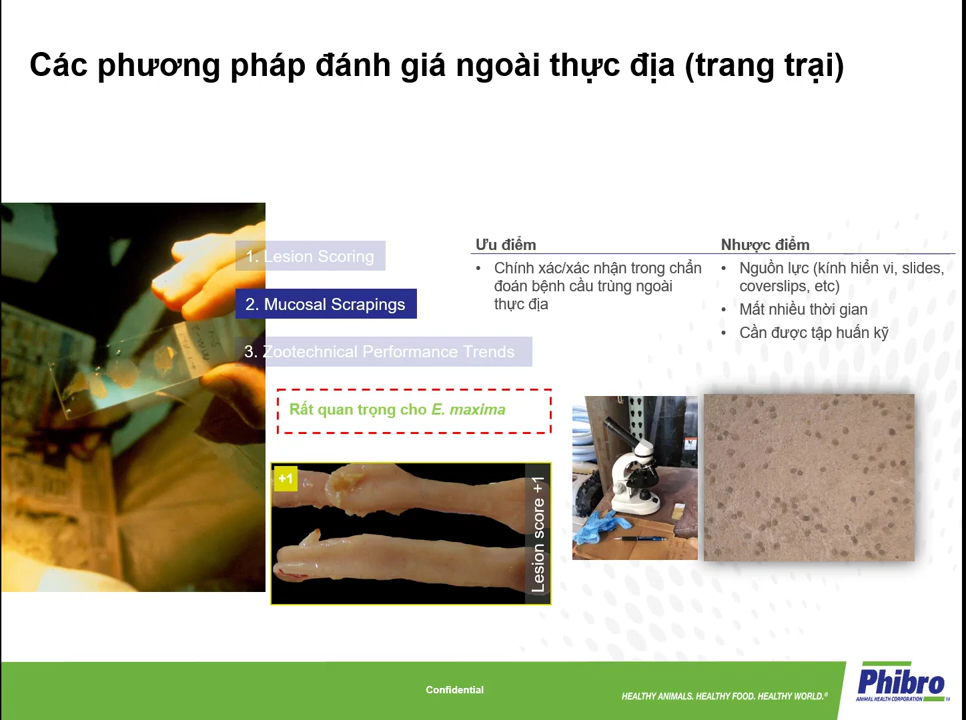 Các phương pháp đánh giá ngoài thực địa (trang trại)
1. Lesion Scoring
2. Mucosal Scrapings
3. Zootechnical Performance Trends
Rất quan trọng cho E. maxima
+1
Lesion score +1
Ưu điểm
• Chính xác/xác nhận trong chẩn
đoán bệnh cầu trùng ngoài
thực địa
Nhược điểm
• Nguồn lực (kính hiển vi, slides,
coverslips, etc)
• Mất nhiều thời gian
• Cần được tập huấn kỹ
Confidential
HEALTHY ANIMALS. HEALTHY FOOD. HEALTHY WORLD.®
Phibro
ANIMAL HEALTH CORPORATION